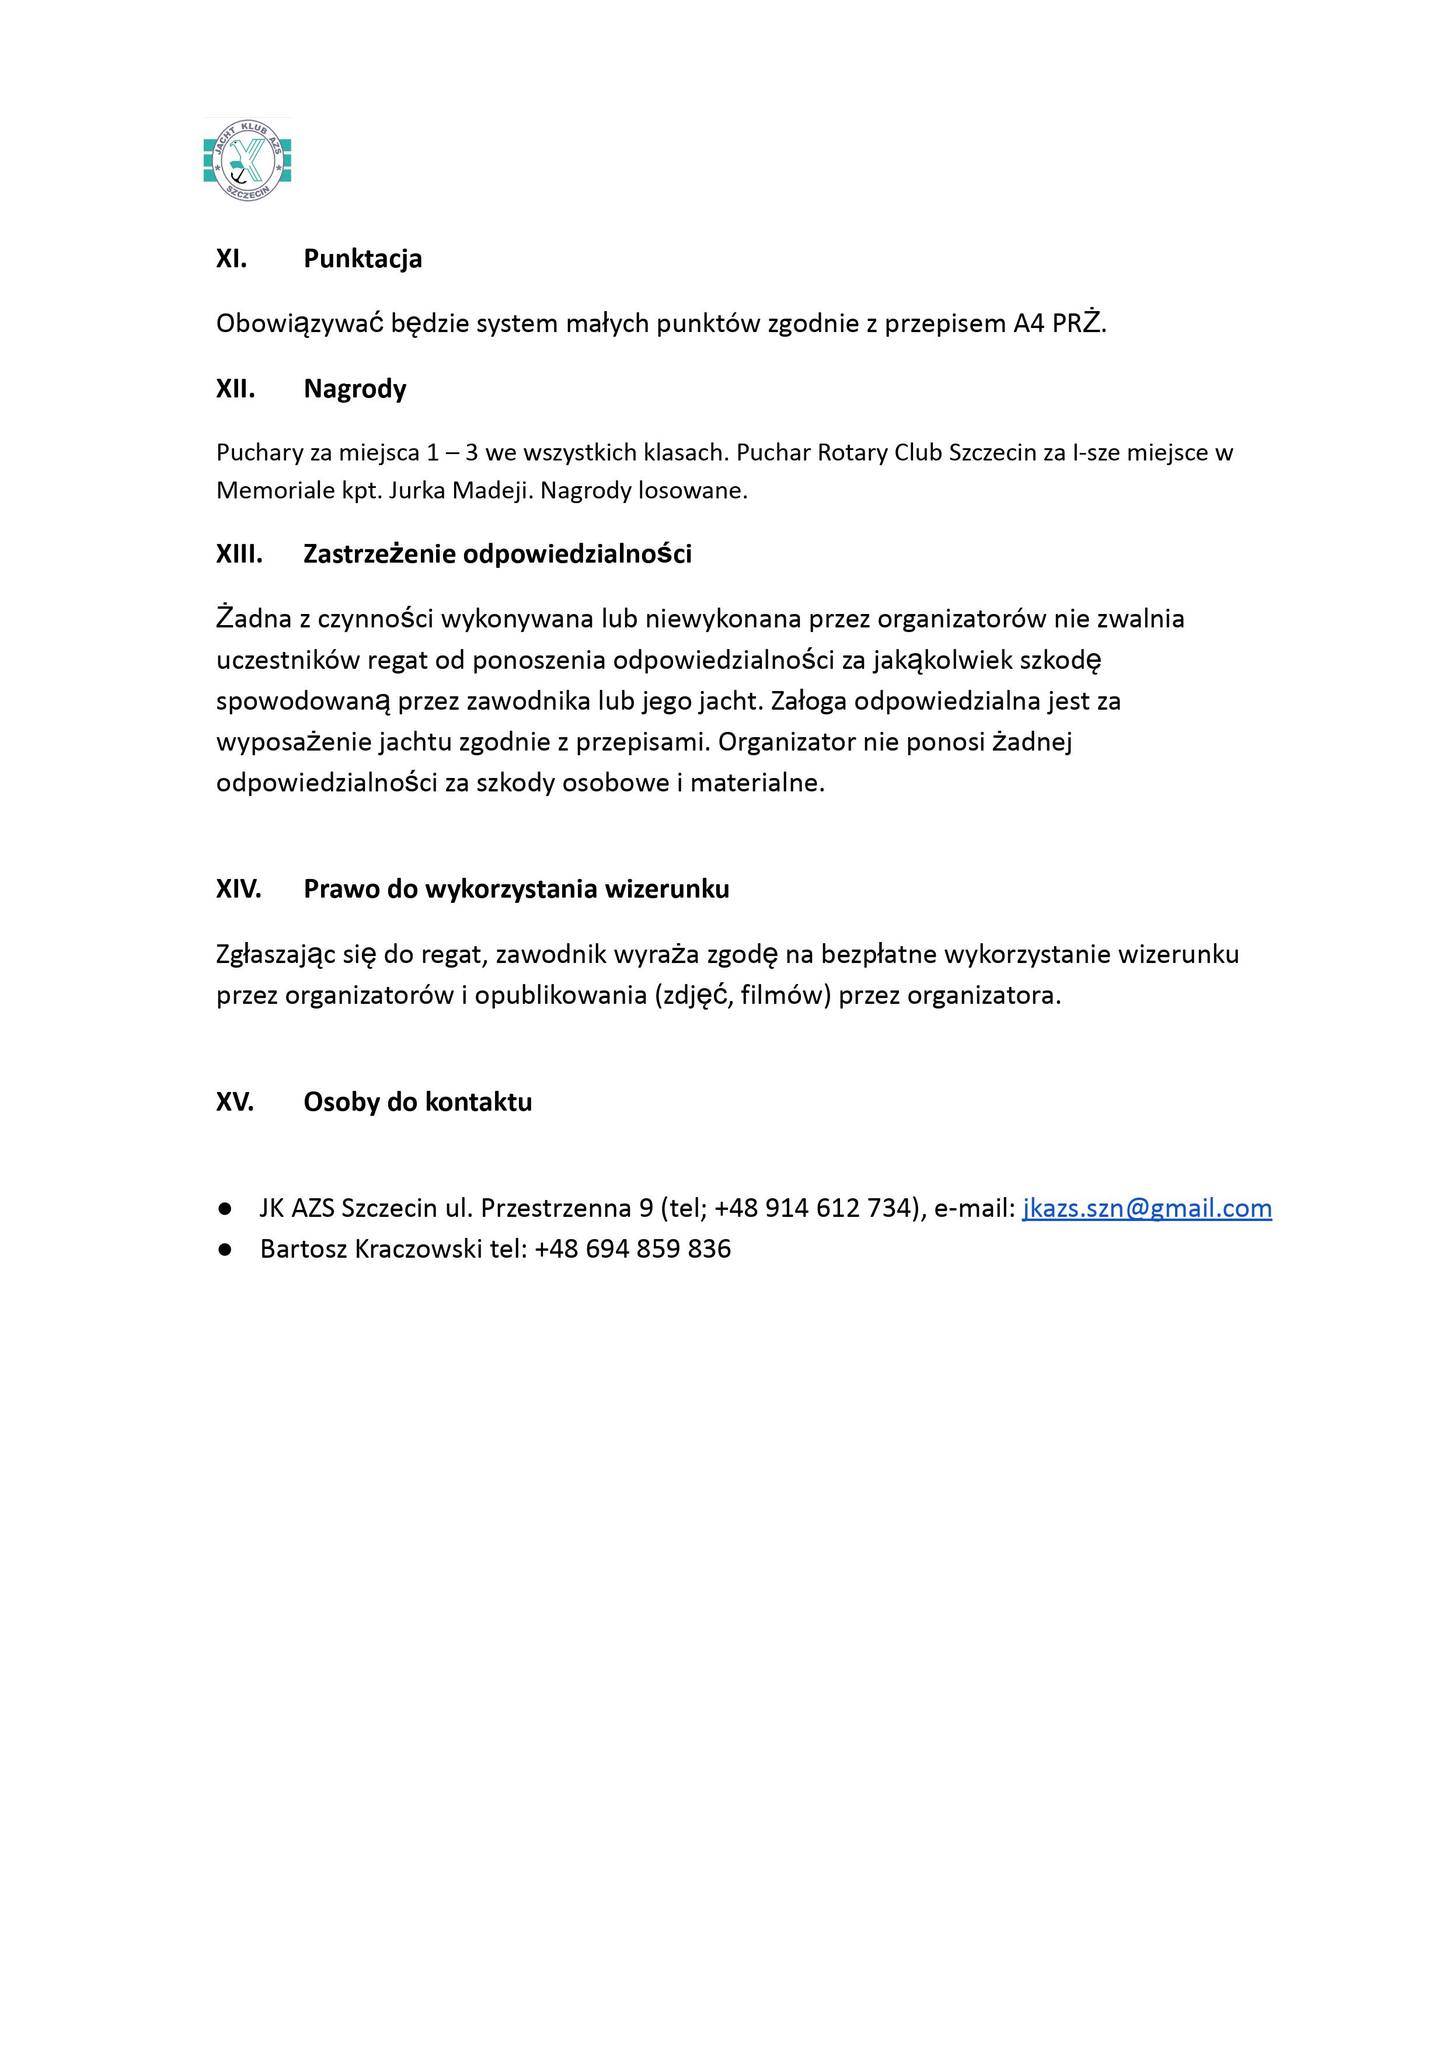 JACHT KLUB AZS
SZCZECIN
XI. Punktacja
Obowiązywać będzie system małych punktów zgodnie z przepisem A4 PRŻ.
XII. Nagrody
Puchary za miejsca 1 – 3 we wszystkich klasach. Puchar Rotary Club Szczecin za I-sze miejsce w
Memoriale kpt. Jurka Madeji. Nagrody losowane.
XIII. Zastrzeżenie odpowiedzialności
Żadna z czynności wykonywana lub niewykonana przez organizatorów nie zwalnia
uczestników regat od ponoszenia odpowiedzialności za jakąkolwiek szkodę
spowodowaną przez zawodnika lub jego jacht. Załoga odpowiedzialna jest za
wyposażenie jachtu zgodnie z przepisami. Organizator nie ponosi żadnej
odpowiedzialności za szkody osobowe i materialne.
XIV. Prawo do wykorzystania wizerunku
Zgłaszając się do regat, zawodnik wyraża zgodę na bezpłatne wykorzystanie wizerunku
przez organizatorów i opublikowania (zdjęć, filmów) przez organizatora.
XV. Osoby do kontaktu
● JK AZS Szczecin ul. Przestrzenna 9 (tel; +48 914 612 734), e-mail: jkazs.szn@gmail.com
● Bartosz Kraczowski tel: +48 694 859 836